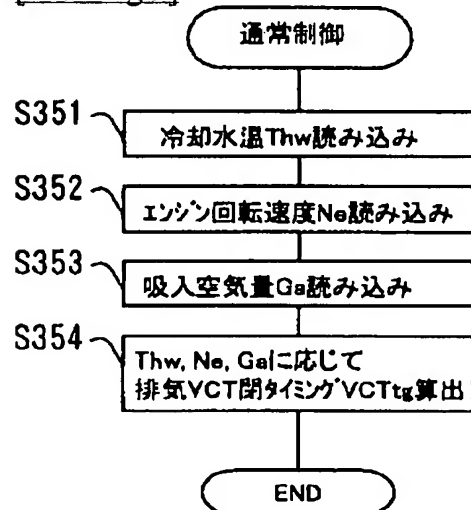 通常制御
S351
冷却水温Thw読み込み
S352
エンジン回転速度Ne読み込み
S353
吸入空気量Ga読み込み
S354
Thw, Ne, Gaに応じて
排気VCT閉タイミングVCTtg算出
END